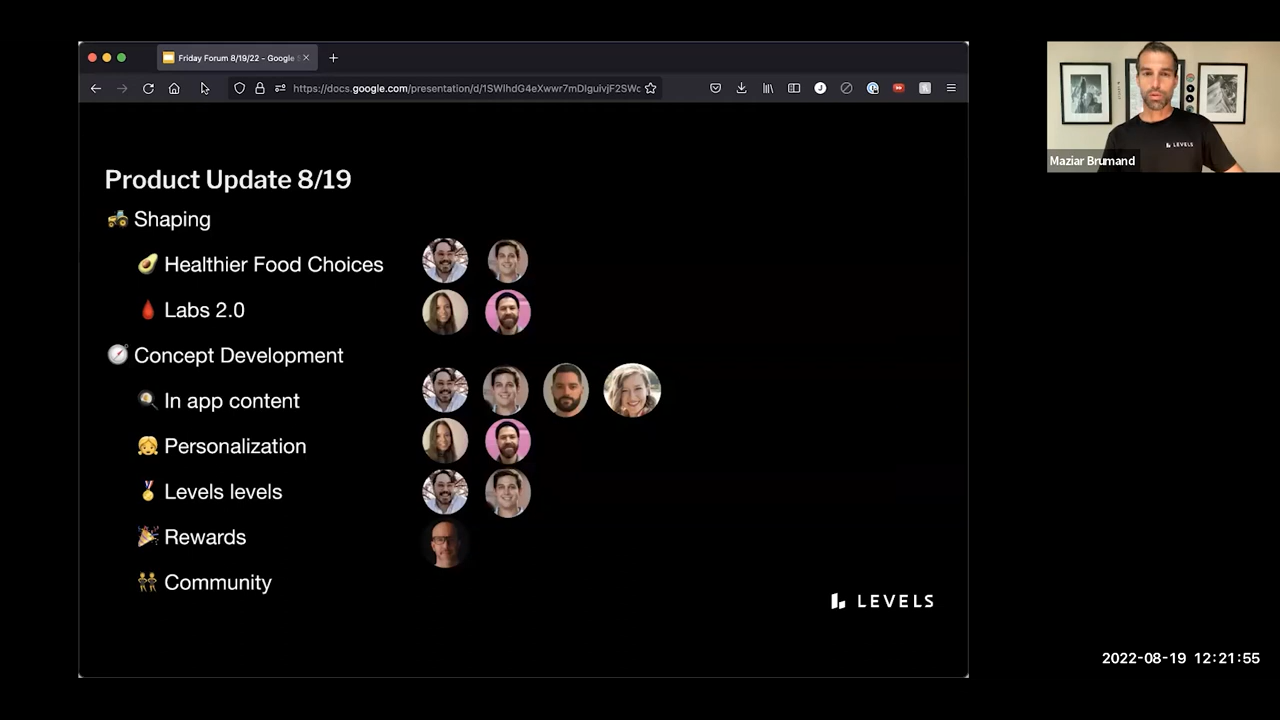 Friday Forum 8/19/22 - Google S
https://docs.google.com/presentation/d/1SWIhdG4eXwwr7mDIguivjF2SWc
Product Update 8/19
Shaping
Healthier Food Choices
Labs 2.0
Concept Development
In app content
Personalization
Levels levels
Rewards
Community
LEVELS
LEVELS
Maziar Brumand
2022-08-19 12:21:55